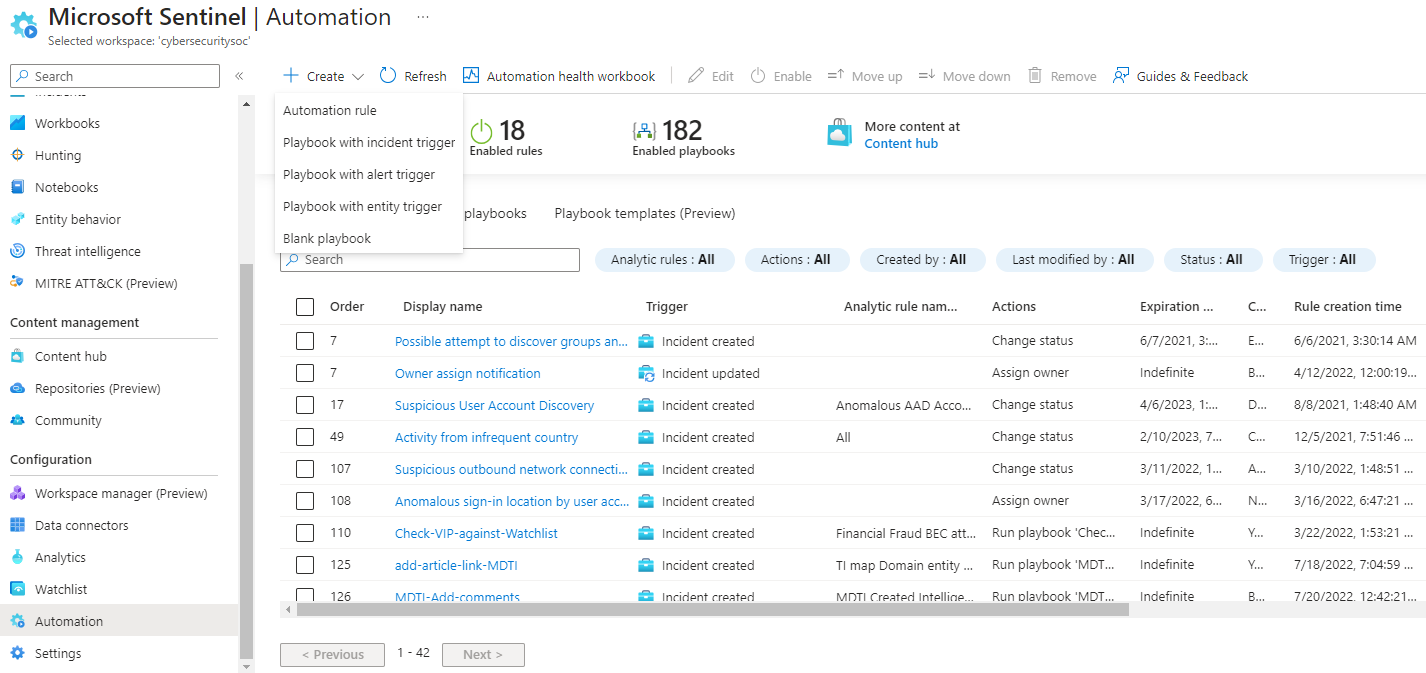 Microsoft Sentinel | Automation ...
Selected workspace: 'cybersecuritysoc'
Search «
Workbooks
Hunting
Notebooks
Entity behavior
Threat intelligence
MITRE ATT&CK (Preview)
Content management
Content hub
Repositories (Preview)
Community
Configuration
Workspace manager (Preview)
Data connectors
Analytics
Watchlist
Automation
Settings
+ Create Refresh Automation health workbook Edit Enable Move up Move down Remove Guides & Feedback
Automation rule
Playbook with incident trigger
Playbook with alert trigger
Playbook with entity trigger
Blank playbook
18
Enabled rules
182
Enabled playbooks
More content at
Content hub
playbooks Playbook templates (Preview)
Search Analytic rules : All Actions : All Created by : All Last modified by : All Status : All Trigger : All
Order Display name Trigger Analytic rule nam... Actions Expiration ... C... Rule creation time
7 Possible attempt to discover groups an... Incident created Change status 6/7/2021, 3:... E... 6/6/2021, 3:30:14 AM
7 Owner assign notification Incident updated Assign owner Indefinite B... 4/12/2022, 12:00:19...
17 Suspicious User Account Discovery Incident created Anomalous AAD Acco... Change status 4/6/2023, 1:... D... 8/8/2021, 1:48:40 AM
49 Activity from infrequent country Incident created All Change status 2/10/2023, 7... C... 12/5/2021, 7:51:46 ...
107 Suspicious outbound network connecti... Incident created Change status 3/11/2022, 1... A... 3/10/2022, 1:48:51 ...
108 Anomalous sign-in location by user acc... Incident created Assign owner 3/17/2022, 6... N... 3/16/2022, 6:47:21 ...
110 Check-VIP-against-Watchlist Incident created Financial Fraud BEC att... Run playbook 'Chec... Indefinite Y... 3/22/2022, 1:53:21 ...
125 add-article-link-MDTI Incident created TI map Domain entity ... Run playbook 'MDT... Indefinite Y... 7/18/2022, 7:04:59 ...
126 MDTI-Add-comments Incident created MDTI Created Intellige... Run playbook 'MDT... Indefinite B... 7/20/2022, 12:42:21...
< Previous 1 - 42 Next >